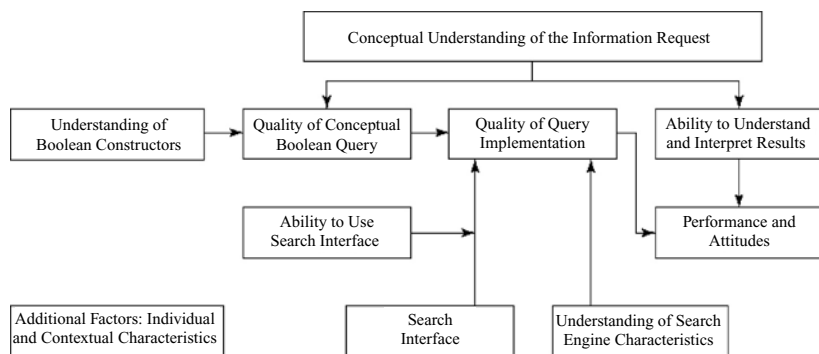 Conceptual Understanding of the Information Request
Understanding of
Boolean Constructors
Quality of Conceptual
Boolean Query
Quality of Query
Implementation
Ability to Understand
and Interpret Results
Ability to Use
Search Interface
Performance and
Attitudes
Additional Factors: Individual
and Contextual Characteristics
Search
Interface
Understanding of Search
Engine Characteristics